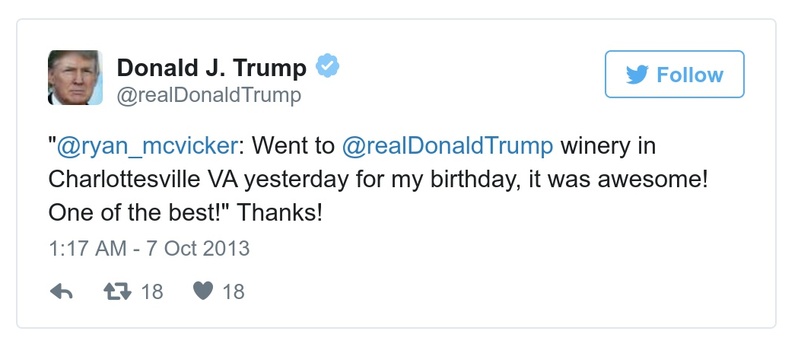 Donald J. Trump
@realDonaldTrump
Follow
"@ryan_mcvicker: Went to @realDonaldTrump winery in
Charlottesville VA yesterday for my birthday, it was awesome!
One of the best!" Thanks!
1:17 AM - 7 Oct 2013
18 18